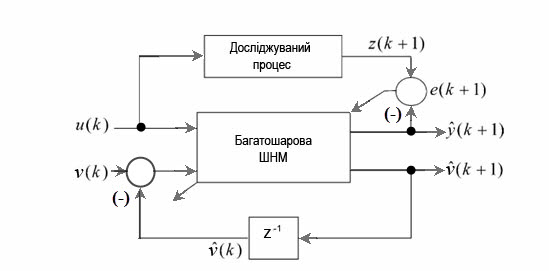 Досліджуваний
процес
z(k+1)
e(k+1)
(-)
u(k)
Багатошарова
ШНМ
ŷ(k+1)
v(k)
v̂(k+1)
(-)
z⁻¹
v̂(k)